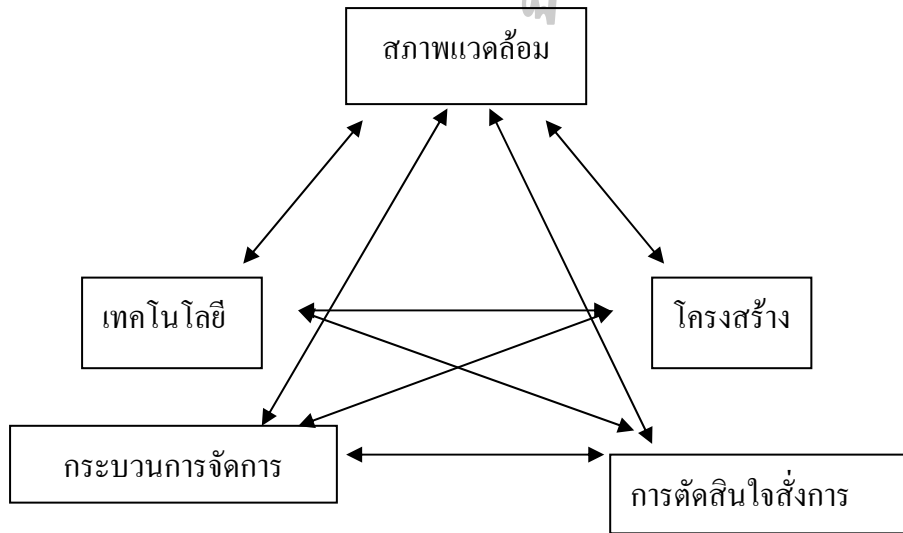 สภาพแวดล้อม
เทคโนโลยี
โครงสร้าง
กระบวนการจัดการ
การตัดสินใจสั่งการ